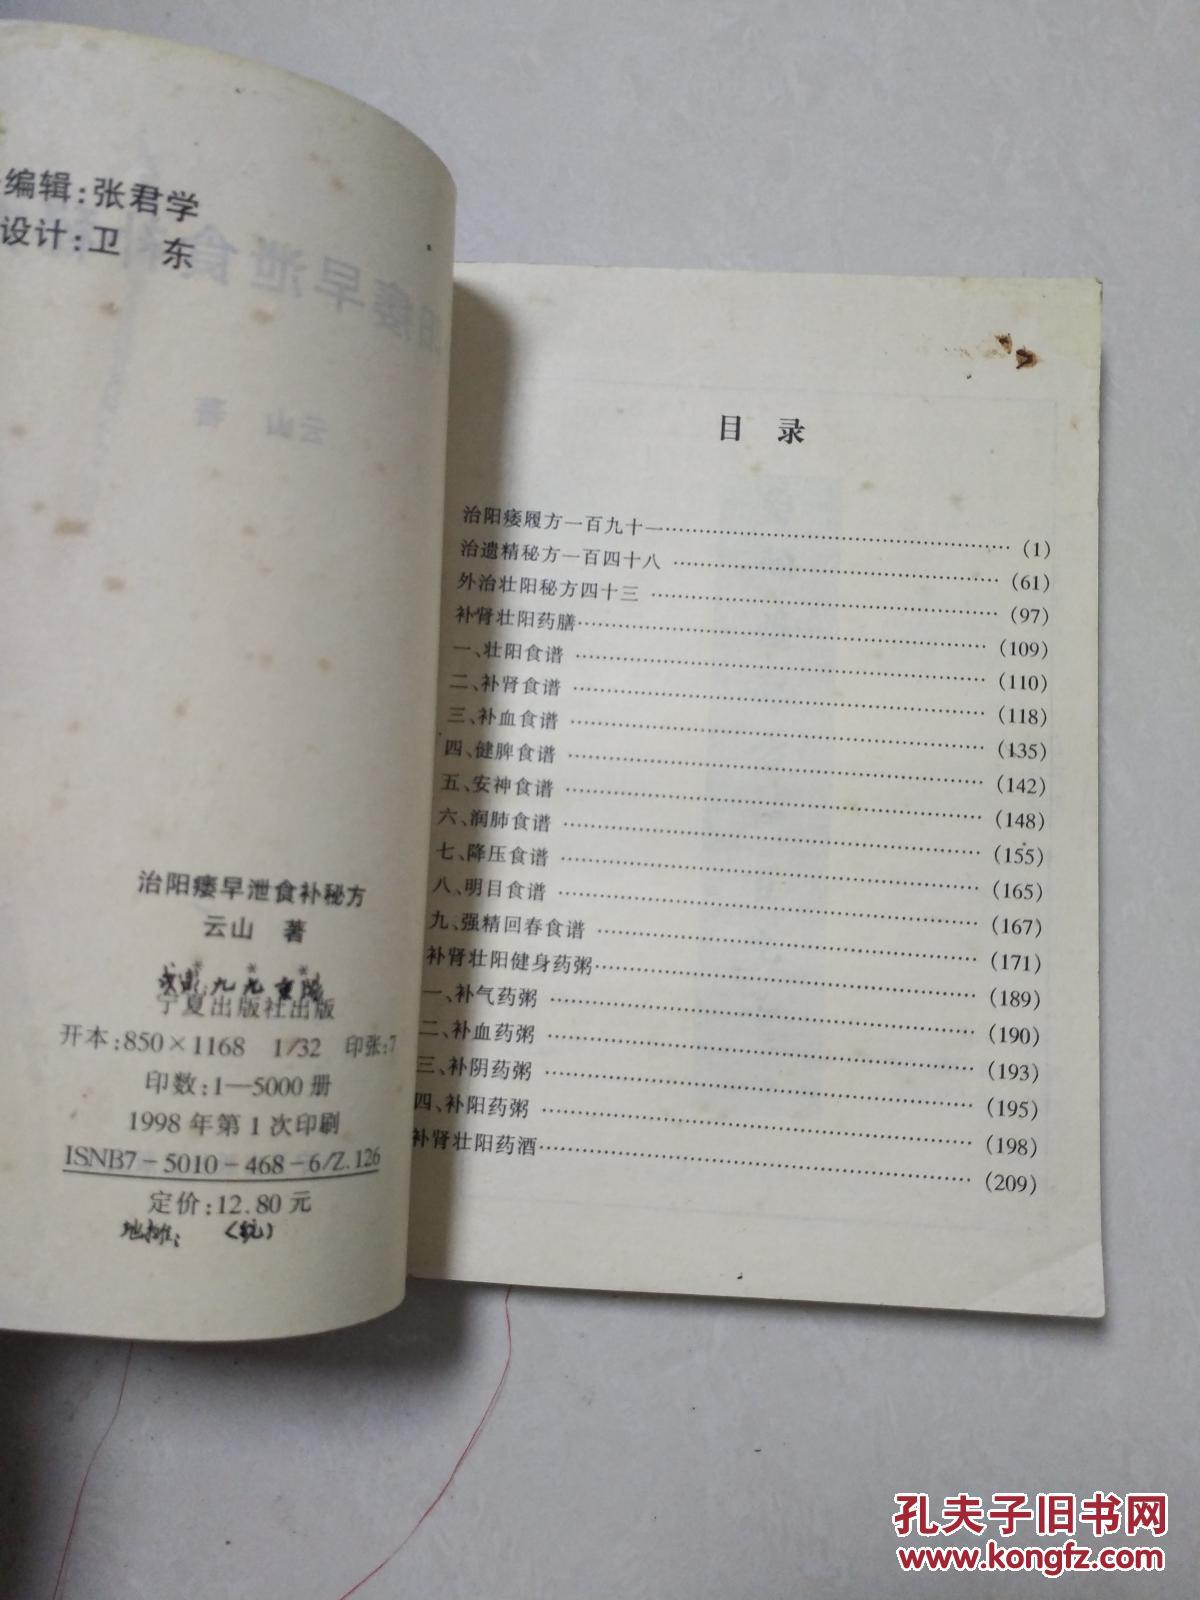 编辑:张君学
设计:卫 东
治阳痿早泄食补秘方
云山 著
宁夏出版社出版
开本:850×1168 1/32 印张:7
印数:1—5000册
1998年第1次印刷
ISNB7-5010-468-6/Z.126
定价:12.80元
目 录
治阳痿履方一百九十一……(1)
治遗精秘方一百四十八……(61)
外治壮阳秘方四十三……(97)
补肾壮阳药膳……(109)
一、壮阳食谱……(110)
二、补肾食谱……(118)
三、补血食谱……(135)
四、健脾食谱……(142)
五、安神食谱……(148)
六、润肺食谱……(155)
七、降压食谱……(165)
八、明目食谱……(167)
九、强精回春食谱……(171)
补肾壮阳健身药粥……(189)
一、补气药粥……(190)
二、补血药粥……(193)
三、补阴药粥……(195)
四、补阳药粥……(198)
补肾壮阳药酒……(209)
孔夫子旧书网
www.kongfz.com